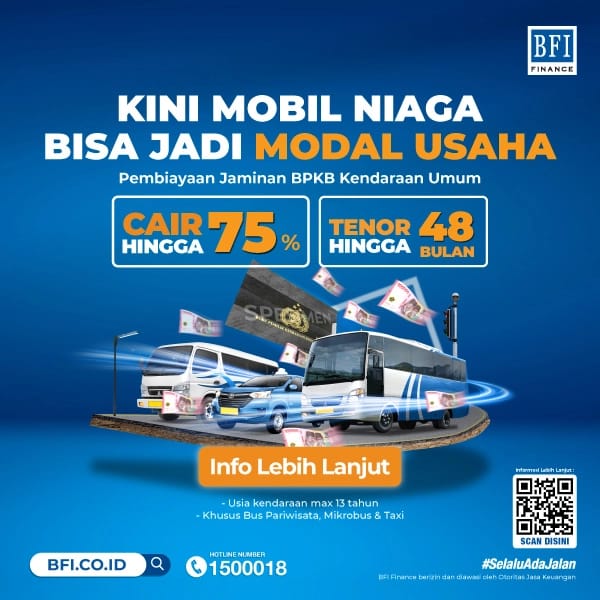 BFI
FINANCE
KINI MOBIL NIAGA
BISA JADI MODAL USAHA
Pembiayaan Jaminan BPKB Kendaraan Umum
CAIR
HINGGA 75 %
TENOR
HINGGA 48
BULAN
SPECIMEN
Info Lebih Lanjut
- Usia kendaraan max 13 tahun
- Khusus Bus Pariwisata, Mikrobus & Taxi
Informasi Lebih Lanjut :
SCAN DISINI
BFI.CO.ID
HOTLINE NUMBER
1500018
#SelaluAdaJalan
BFI Finance berizin dan diawasi oleh Otoritas Jasa Keuangan